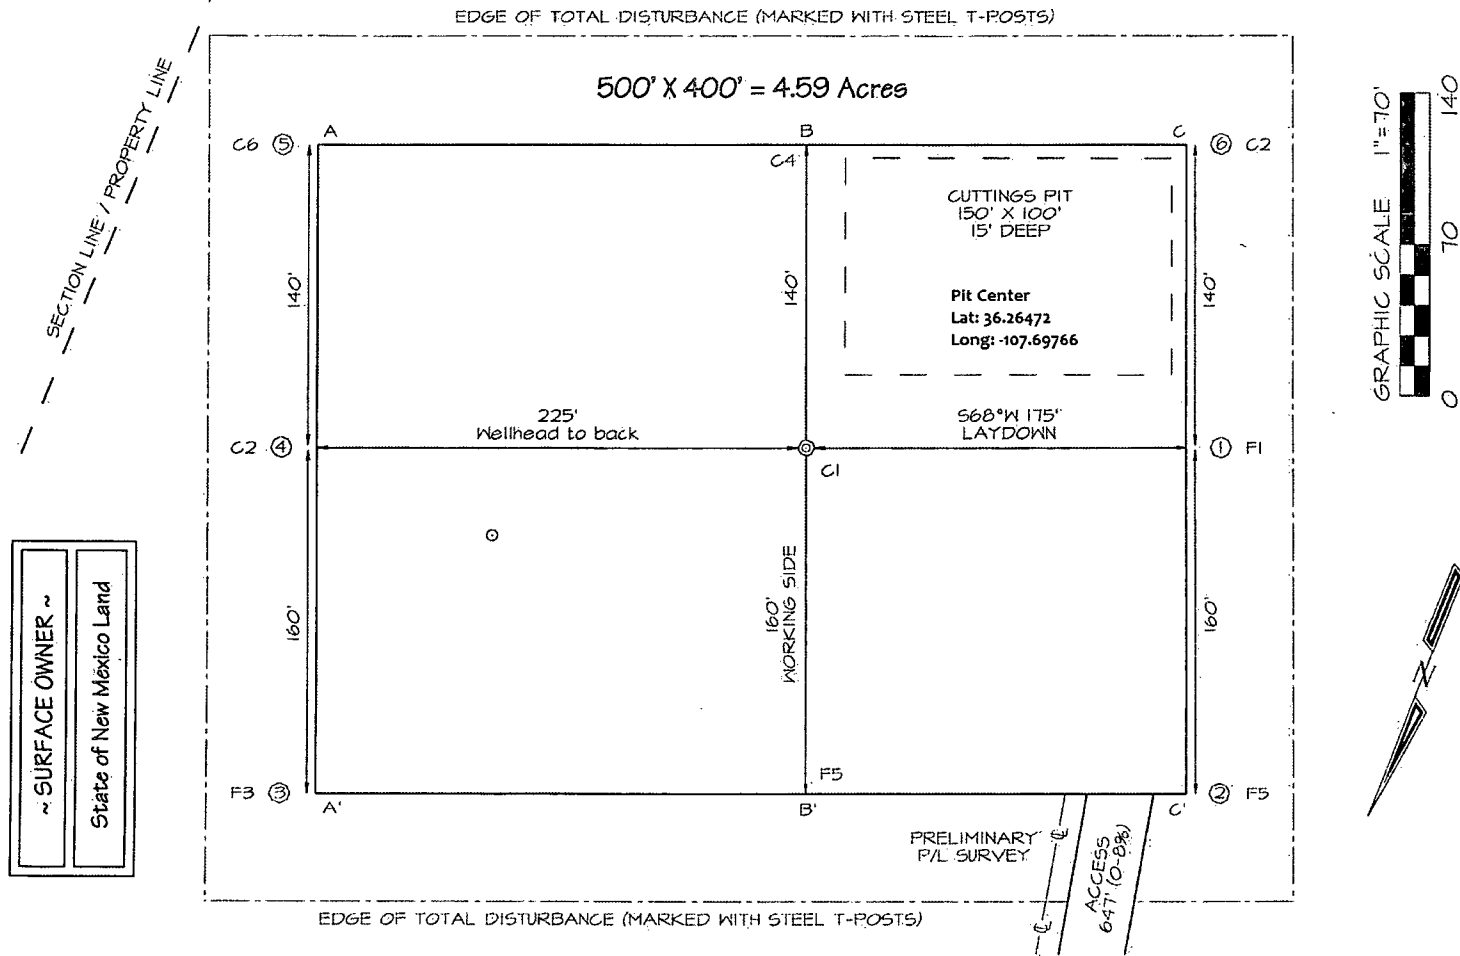 EDGE OF TOTAL DISTURBANCE (MARKED WITH STEEL T-POSTS)
500' X 400' = 4.59 Acres
SECTION LINE / PROPERTY LINE
A
B
C
C6 5
C4
6 C2
CUTTINGS PIT
150' X 100'
15' DEEP
140'
140'
140'
Pit Center
Lat: 36.26472
Long: -107.69766
GRAPHIC SCALE 1"=70'
140
70
0
225'
Wellhead to back
S68°W 175'
LAYDOWN
C2 4
1 F1
C1
~ SURFACE OWNER ~
State of New Mexico Land
160'
160'
WORKING SIDE
160'
N
F5
F3 3
2 F5
A'
B'
C'
PRELIMINARY
P/L SURVEY
℄
℄
ACCESS
647' (0-8%)
EDGE OF TOTAL DISTURBANCE (MARKED WITH STEEL T-POSTS)